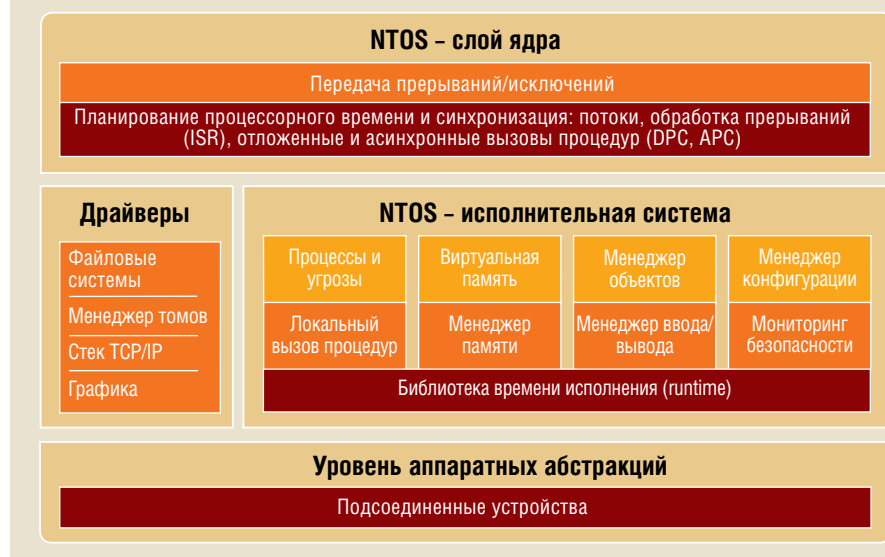 NTOS – слой ядра
Передача прерываний/исключений
Планирование процессорного времени и синхронизация: потоки, обработка прерываний
(ISR), отложенные и асинхронные вызовы процедур (DPC, APC)
Драйверы
Файловые
системы
Менеджер томов
Стек TCP/IP
Графика
NTOS – исполнительная система
Процессы и
угрозы
Виртуальная
память
Менеджер
объектов
Менеджер
конфигурации
Локальный
вызов процедур
Менеджер
памяти
Менеджер ввода/
вывода
Мониторинг
безопасности
Библиотека времени исполнения (runtime)
Уровень аппаратных абстракций
Подсоединенные устройства